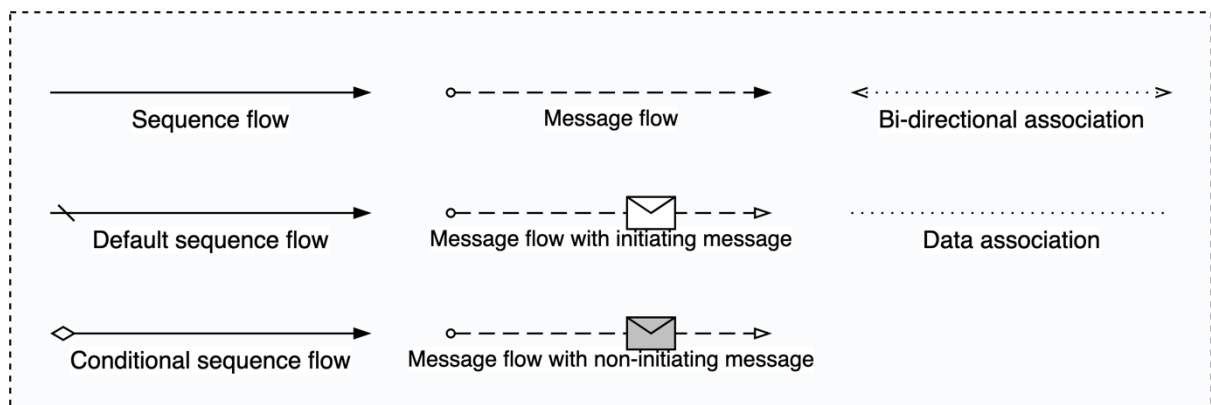 Sequence flow
Message flow
Bi-directional association
Default sequence flow
Message flow with initiating message
Data association
Conditional sequence flow
Message flow with non-initiating message